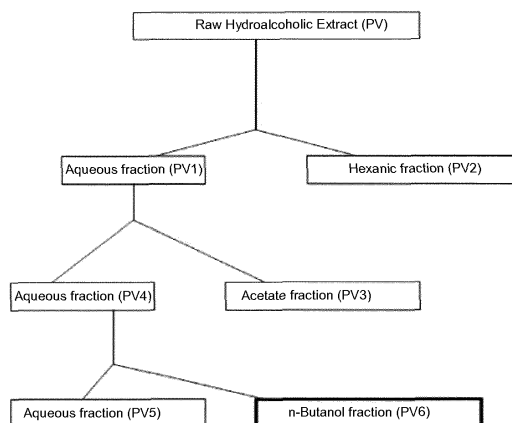 Raw Hydroalcoholic Extract (PV)
Aqueous fraction (PV1)
Hexanic fraction (PV2)
Aqueous fraction (PV4)
Acetate fraction (PV3)
Aqueous fraction (PV5)
n-Butanol fraction (PV6)